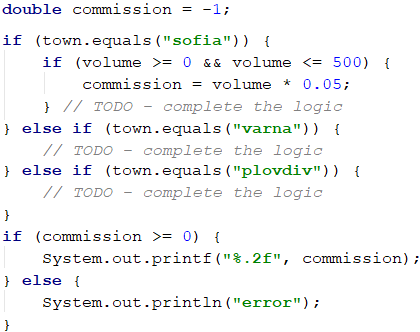 double commission = -1;
if (town.equals("sofia")) {
if (volume >= 0 && volume <= 500) {
commission = volume * 0.05;
} // TODO – complete the logic
} else if (town.equals("varna")) {
// TODO – complete the logic
} else if (town.equals("plovdiv")) {
// TODO – complete the logic
}
if (commission >= 0) {
System.out.printf("%.2f", commission);
} else {
System.out.println("error");
}